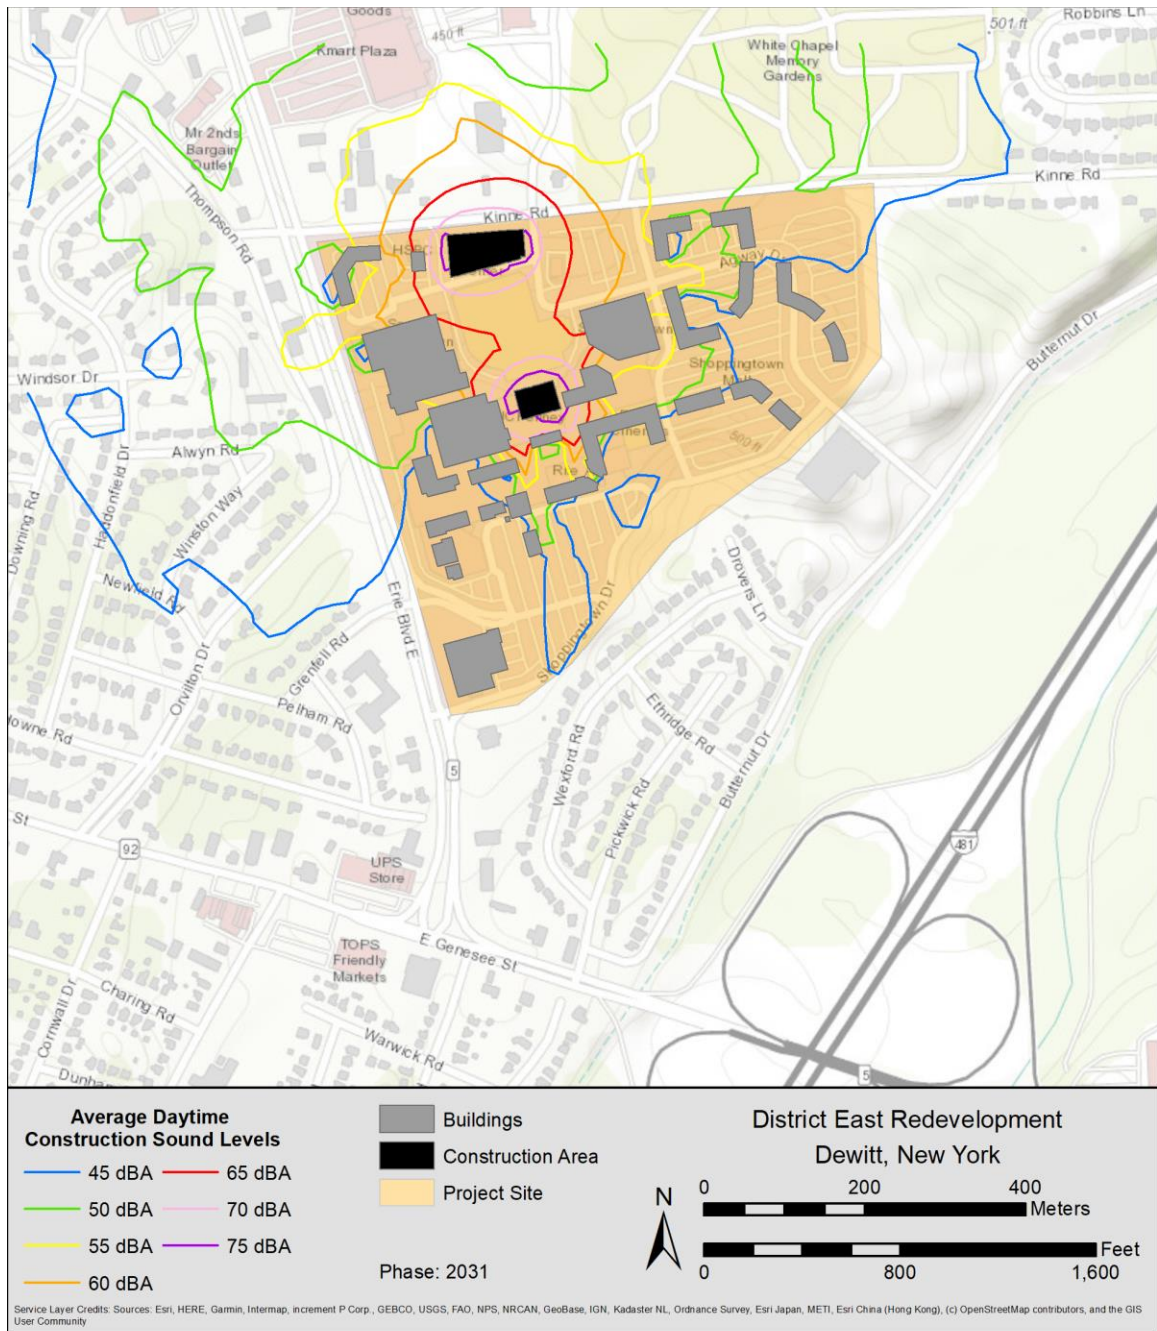 Goods
Kmart Plaza
450 ft
Robbins Ln
501 ft
White Chapel
Memory
Gardens
Mr 2nds
Bargain
Outlet
Thompson Rd
Kinne Rd
Kinne Rd
HSBC
Agway Dr
Butternut Dr
Shoppingtown
Mall
Windsor Dr
500 ft
Alwyn Rd
Rite
Haddonfield Dr
Downing Rd
Winston Way
Newfield Rd
Drovers Ln
Erie Blvd E
Shoppingtown Dr
Orvilton Dr
Grenfell Rd
Pelham Rd
Ethridge Rd
Wexford Rd
Butternut Dr
Pickwick Rd
5
St
92
481
UPS
Store
E Genesee St
TOPS
Friendly
Markets
Charing Rd
Cornwall Dr
Warwick Rd
5
Average Daytime
Construction Sound Levels
45 dBA
50 dBA
55 dBA
60 dBA
65 dBA
70 dBA
75 dBA
Buildings
Construction Area
Project Site
Phase: 2031
N
District East Redevelopment
Dewitt, New York
0 200 400
Meters
Feet
0 800 1,600
Service Layer Credits: Sources: Esri, HERE, Garmin, Intermap, increment P Corp., GEBCO, USGS, FAO, NPS, NRCAN, GeoBase, IGN, Kadaster NL, Ordnance Survey, Esri Japan, METI, Esri China (Hong Kong), (c) OpenStreetMap contributors, and the GIS
User Community